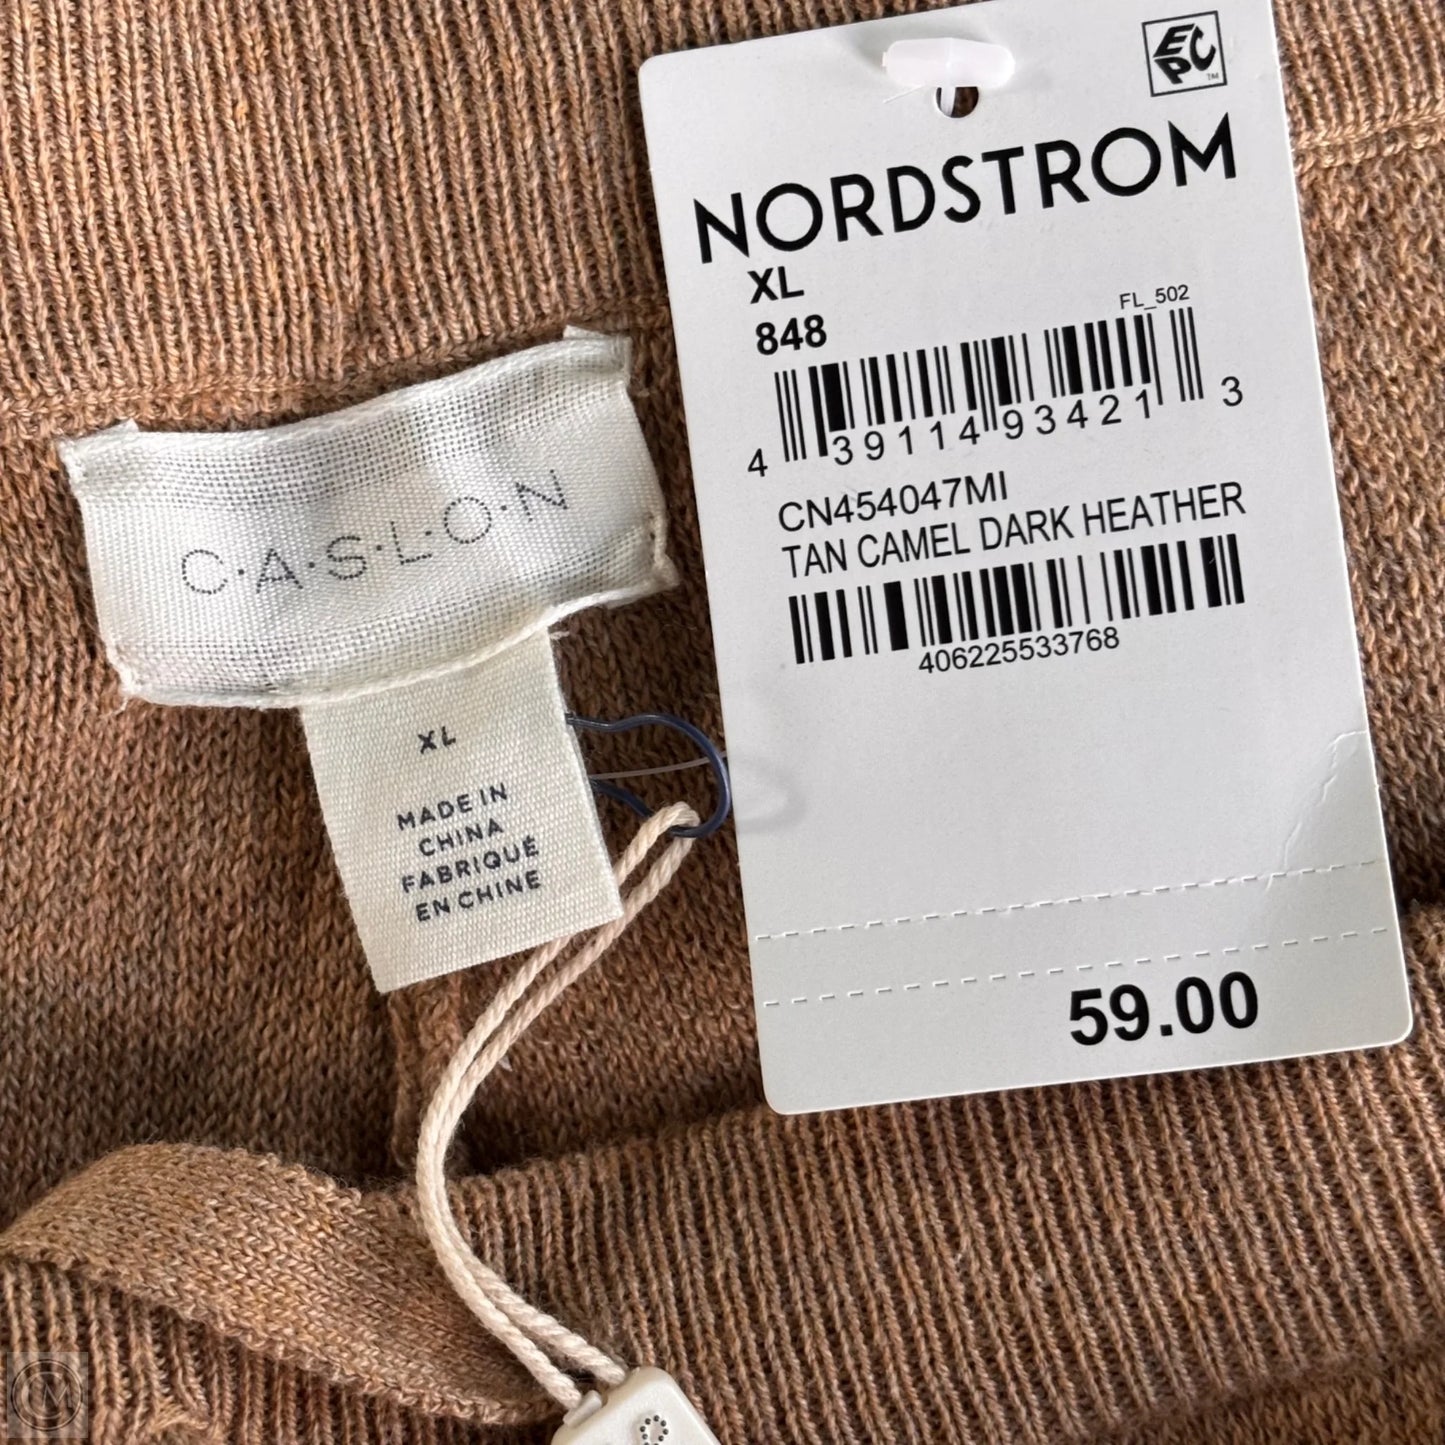 EPC™
NORDSTROM
XL
848
FL_502
4 39114 93421 3
CN454047MI
TAN CAMEL DARK HEATHER
406225533768
59.00
C·A·S·L·O·N
XL
MADE IN
CHINA
FABRIQUÉ
EN CHINE